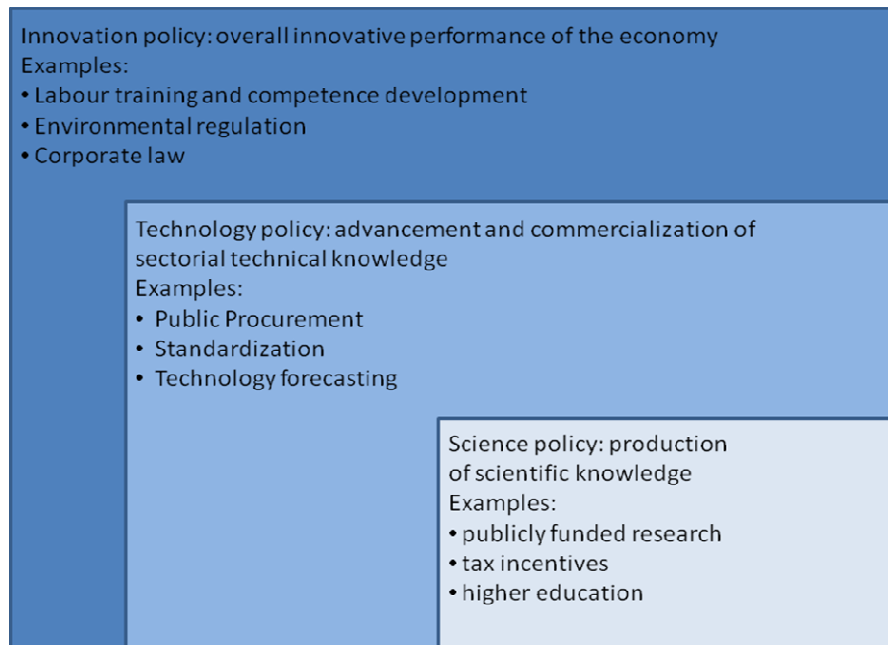 Innovation policy: overall innovative performance of the economy
Examples:
• Labour training and competence development
• Environmental regulation
• Corporate law
Technology policy: advancement and commercialization of
sectorial technical knowledge
Examples:
• Public Procurement
• Standardization
• Technology forecasting
Science policy: production
of scientific knowledge
Examples:
• publicly funded research
• tax incentives
• higher education